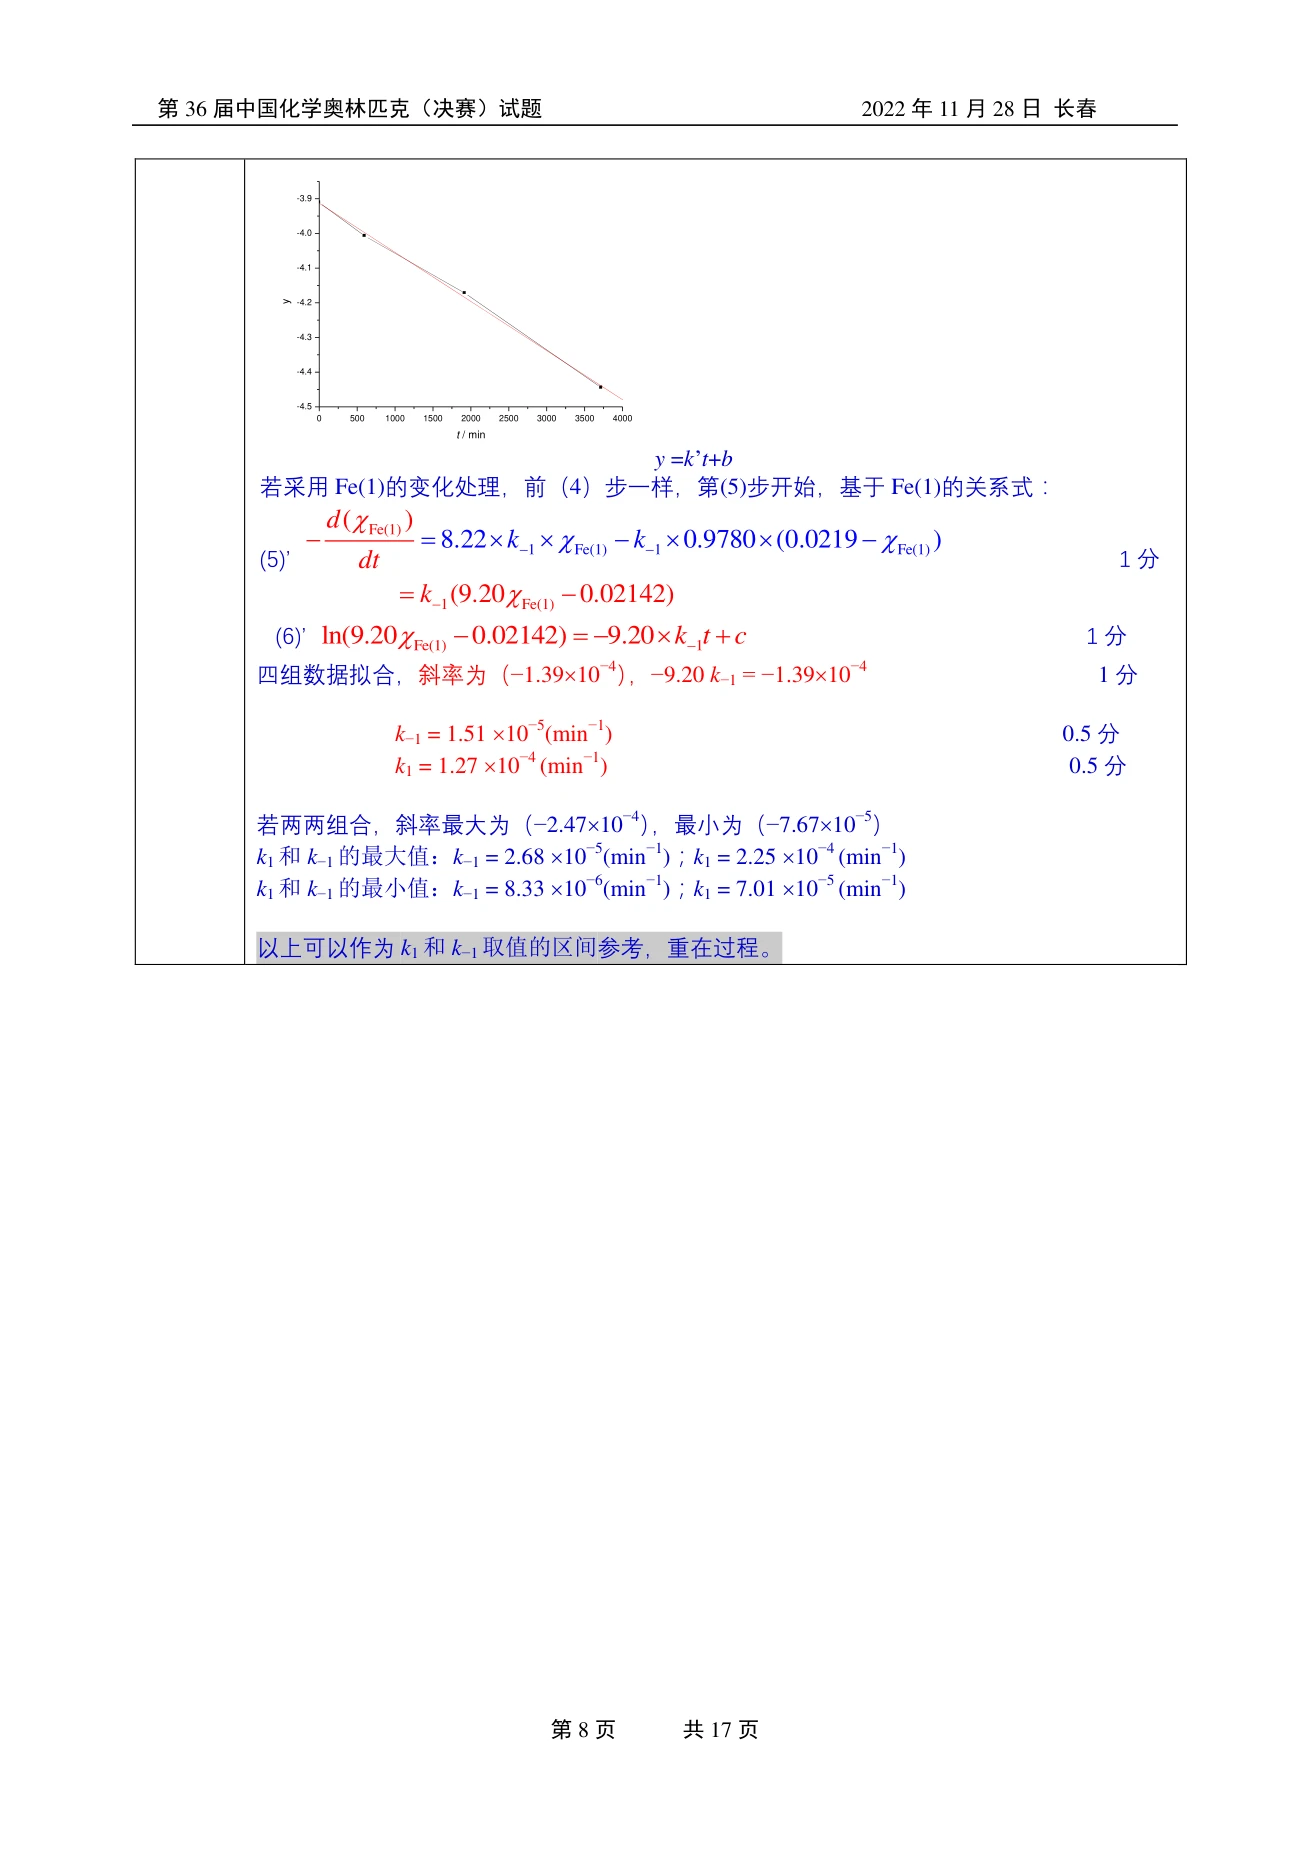 第 36 届中国化学奥林匹克（决赛）试题 2022 年 11 月 28 日 长春
-3.9
-4.0
-4.1
-4.2
-4.3
-4.4
-4.5
y
0 500 1000 1500 2000 2500 3000 3500 4000
t / min
y =k’t+b
若采用 Fe(1)的变化处理，前（4）步一样，第(5)步开始，基于 Fe(1)的关系式：
(5)’ −d(χFe(1))/dt = 8.22×k−1×χFe(1) − k−1×0.9780×(0.0219−χFe(1)) 1 分
= k−1(9.20χFe(1) − 0.02142)
(6)’ ln(9.20χFe(1) − 0.02142) = −9.20×k−1t + c 1 分
四组数据拟合，斜率为（−1.39×10−4），−9.20 k−1 = −1.39×10−4 1 分
k−1 = 1.51 ×10−5(min−1) 0.5 分
k1 = 1.27 ×10−4 (min−1) 0.5 分
若两两组合，斜率最大为（−2.47×10−4），最小为（−7.67×10−5）
k1 和 k−1 的最大值：k−1 = 2.68 ×10−5(min−1)；k1 = 2.25 ×10−4 (min−1)
k1 和 k−1 的最小值：k−1 = 8.33 ×10−6(min−1)；k1 = 7.01 ×10−5 (min−1)
以上可以作为 k1 和 k−1 取值的区间参考，重在过程。
第 8 页 共 17 页